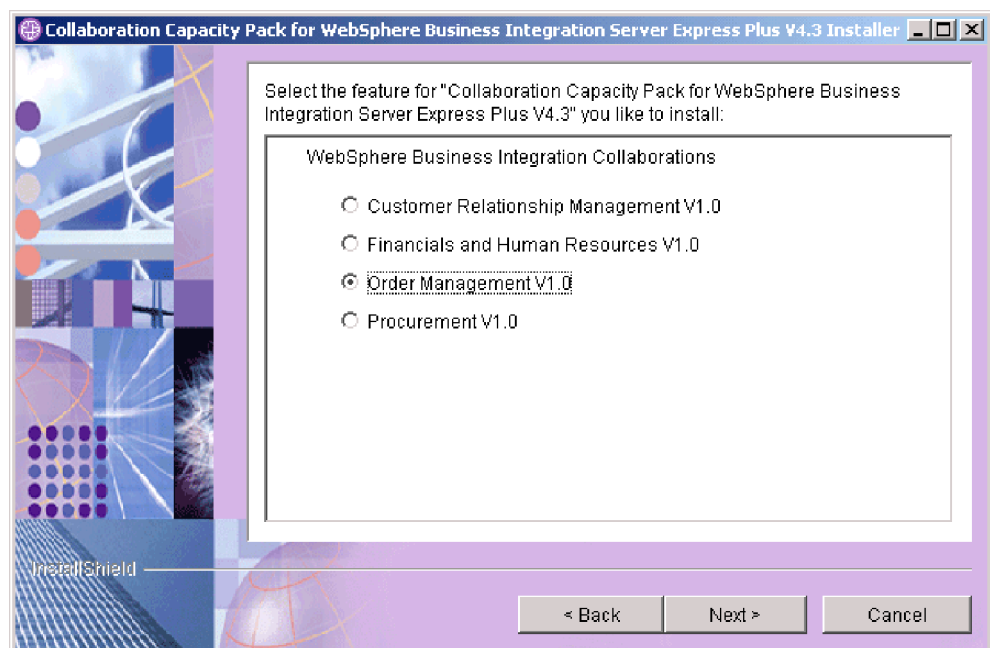 Collaboration Capacity Pack for WebSphere Business Integration Server Express Plus V4.3 Installer
Select the feature for "Collaboration Capacity Pack for WebSphere Business
Integration Server Express Plus V4.3" you like to install:
WebSphere Business Integration Collaborations
Customer Relationship Management V1.0
Financials and Human Resources V1.0
Order Management V1.0
Procurement V1.0
InstallShield
< Back
Next >
Cancel